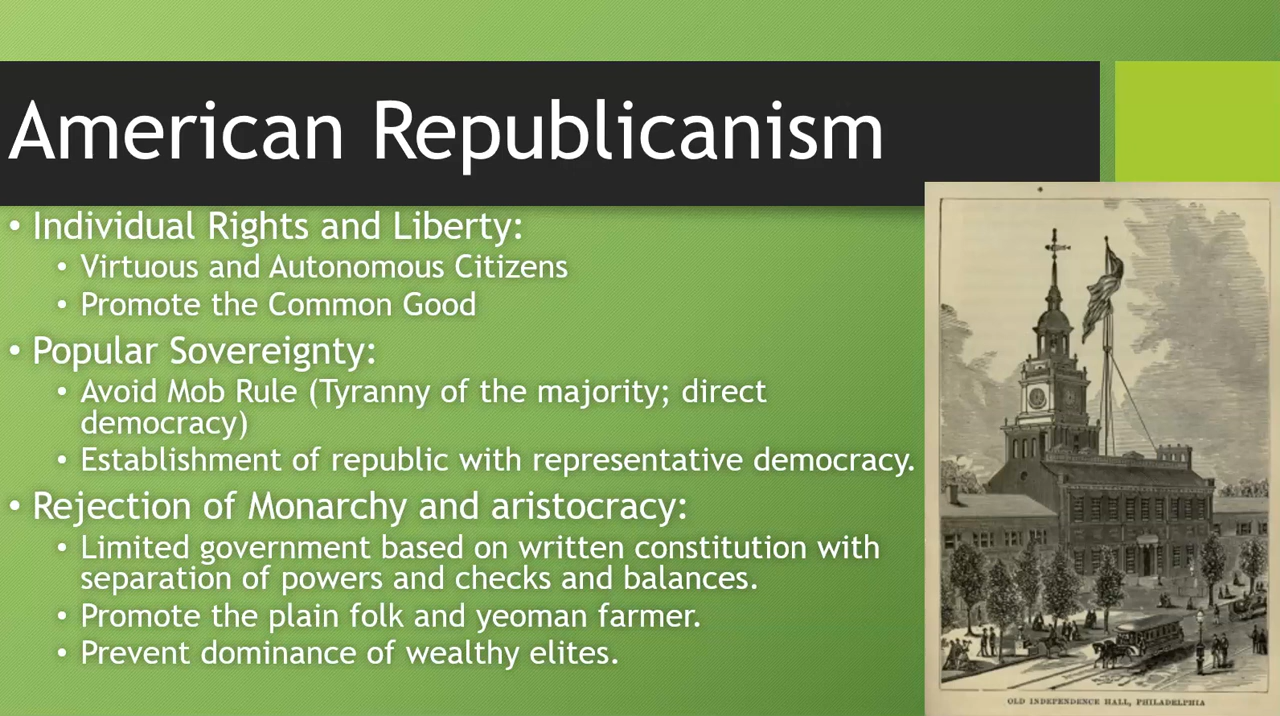 American Republicanism
• Individual Rights and Liberty:
• Virtuous and Autonomous Citizens
• Promote the Common Good
• Popular Sovereignty:
• Avoid Mob Rule (Tyranny of the majority; direct
democracy)
• Establishment of republic with representative democracy.
• Rejection of Monarchy and aristocracy:
• Limited government based on written constitution with
separation of powers and checks and balances.
• Promote the plain folk and yeoman farmer.
• Prevent dominance of wealthy elites.
OLD INDEPENDENCE HALL, PHILADELPHIA